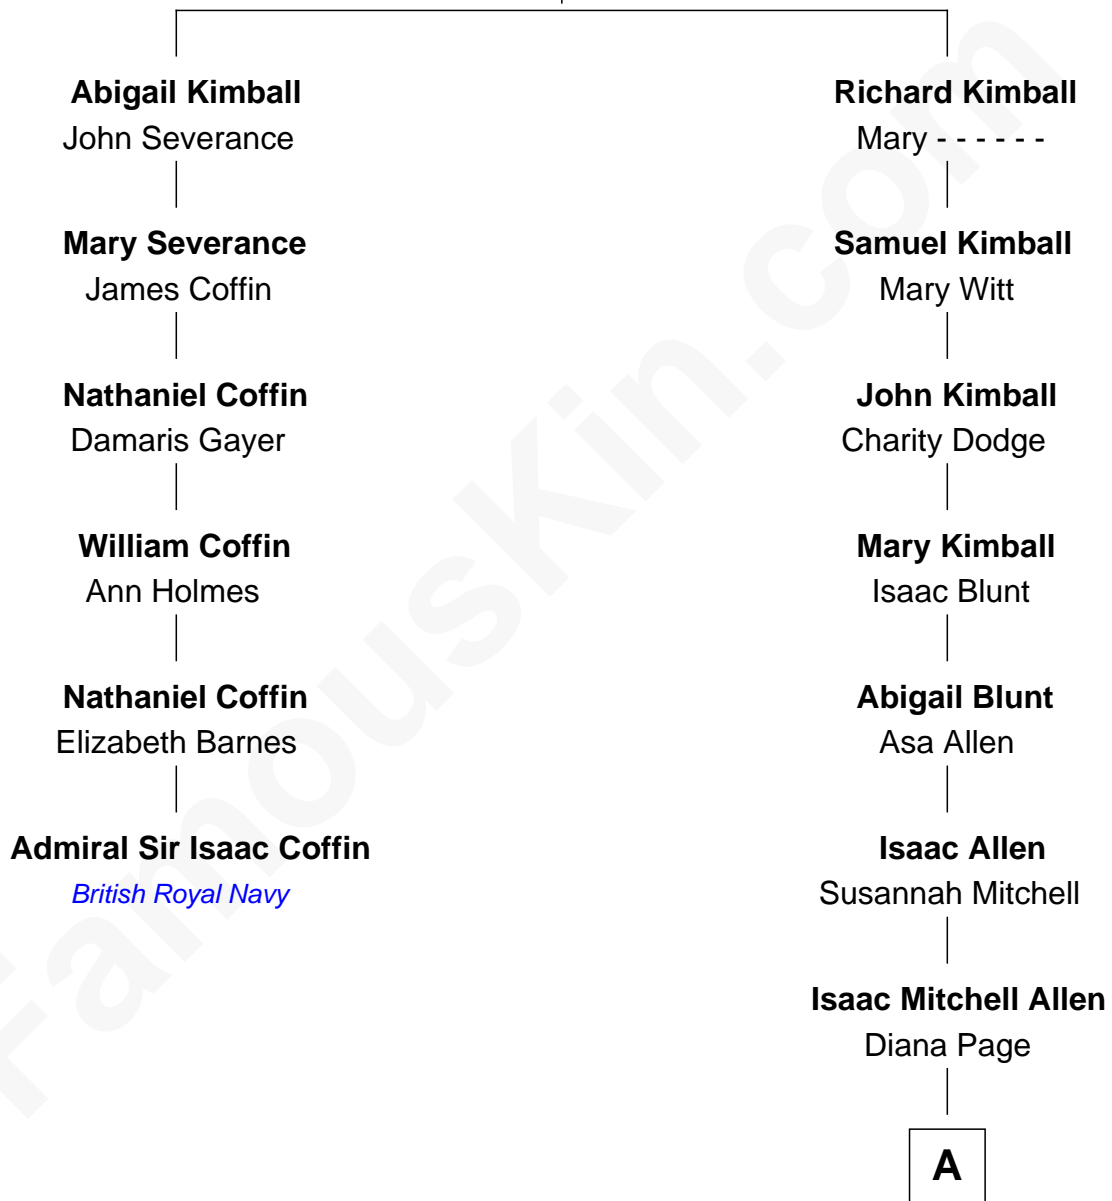 Abigail Kimball
John Severance
Mary Severance
James Coffin
Nathaniel Coffin
Damaris Gayer
William Coffin
Ann Holmes
Nathaniel Coffin
Elizabeth Barnes
Admiral Sir Isaac Coffin
British Royal Navy
Richard Kimball
Mary - - - - - -
Samuel Kimball
Mary Witt
John Kimball
Charity Dodge
Mary Kimball
Isaac Blunt
Abigail Blunt
Asa Allen
Isaac Allen
Susannah Mitchell
Isaac Mitchell Allen
Diana Page
A
FamousKin.com